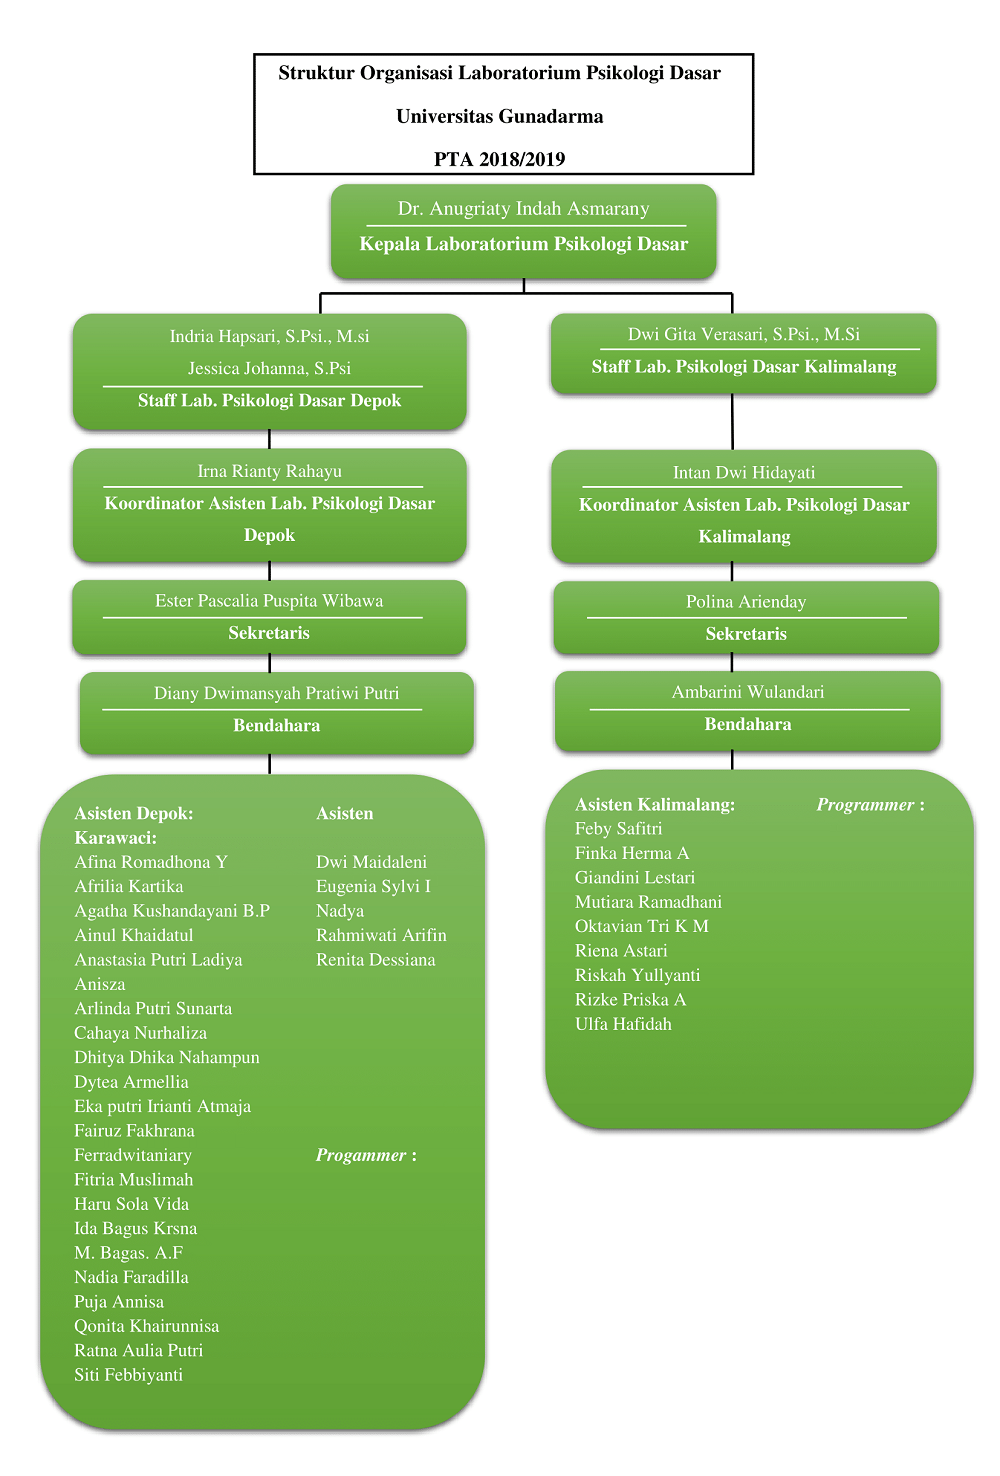 Struktur Organisasi Laboratorium Psikologi Dasar
Universitas Gunadarma
PTA 2018/2019
Dr. Anugriaty Indah Asmarany
Kepala Laboratorium Psikologi Dasar
Indria Hapsari, S.Psi., M.si
Jessica Johanna, S.Psi
Staff Lab. Psikologi Dasar Depok
Irna Rianty Rahayu
Koordinator Asisten Lab. Psikologi Dasar
Depok
Ester Pascalia Puspita Wibawa
Sekretaris
Diany Dwimansyah Pratiwi Putri
Bendahara
Asisten Depok: Asisten
Karawaci:
Afina Romadhona Y Dwi Maidaleni
Afrilia Kartika Eugenia Sylvi I
Agatha Kushandayani B.P Nadya
Ainul Khaidatul Rahmiwati Arifin
Anastasia Putri Ladiya Renita Dessiana
Anisza
Arlinda Putri Sunarta
Cahaya Nurhaliza
Dhitya Dhika Nahampun
Dytea Armellia
Eka putri Irianti Atmaja
Fairuz Fakhrana
Ferradwitaniary Progammer :
Fitria Muslimah
Haru Sola Vida
Ida Bagus Krsna
M. Bagas. A.F
Nadia Faradilla
Puja Annisa
Qonita Khairunnisa
Ratna Aulia Putri
Siti Febbiyanti
Dwi Gita Verasari, S.Psi., M.Si
Staff Lab. Psikologi Dasar Kalimalang
Intan Dwi Hidayati
Koordinator Asisten Lab. Psikologi Dasar
Kalimalang
Polina Arienday
Sekretaris
Ambarini Wulandari
Bendahara
Asisten Kalimalang: Programmer :
Feby Safitri
Finka Herma A
Giandini Lestari
Mutiara Ramadhani
Oktavian Tri K M
Riena Astari
Riskah Yullyanti
Rizke Priska A
Ulfa Hafidah